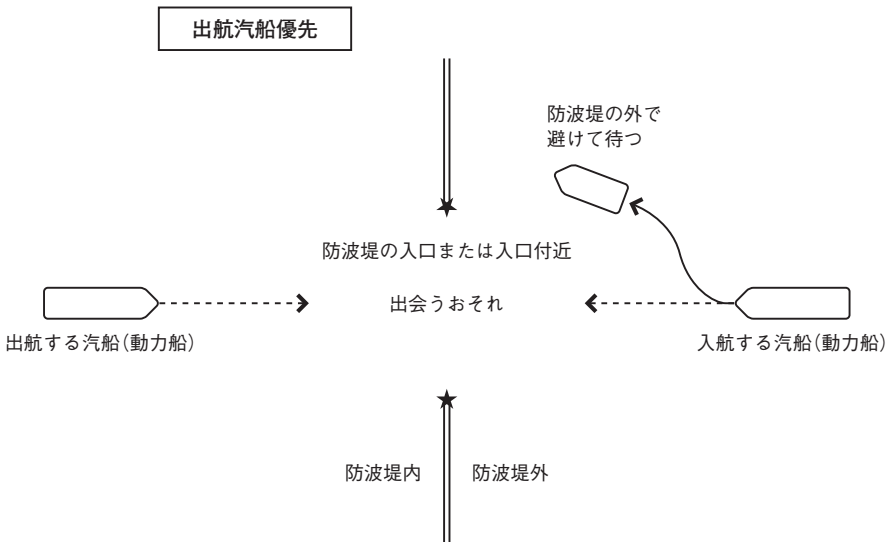 出航汽船優先
防波堤の外で
避けて待つ
防波堤の入口または入口付近
出会うおそれ
出航する汽船(動力船)
入航する汽船(動力船)
防波堤内
防波堤外